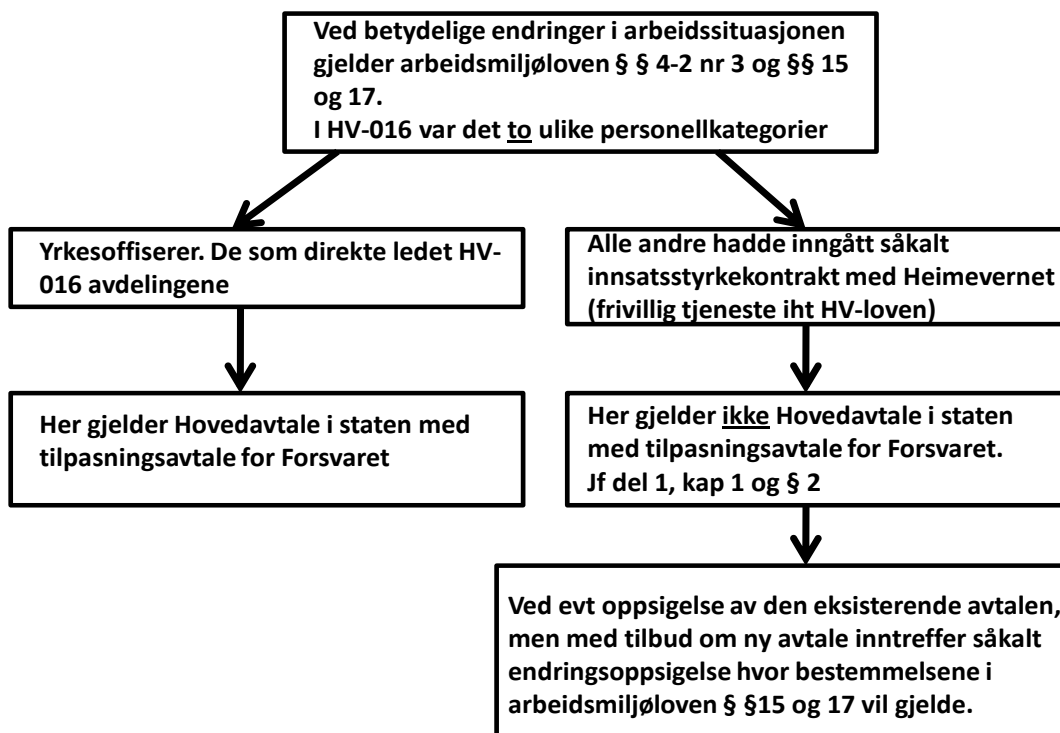 Ved betydelige endringer i arbeidssituasjonen
gjelder arbeidsmiljøloven § § 4-2 nr 3 og §§ 15
og 17.
I HV-016 var det to ulike personellkategorier
Yrkesoffiserer. De som direkte ledet HV-
016 avdelingene
Alle andre hadde inngått såkalt
innsatsstyrkekontrakt med Heimevernet
(frivillig tjeneste iht HV-loven)
Her gjelder Hovedavtale i staten med
tilpasningsavtale for Forsvaret
Her gjelder ikke Hovedavtale i staten
med tilpasningsavtale for Forsvaret.
Jf del 1, kap 1 og § 2
Ved evt oppsigelse av den eksisterende avtalen,
men med tilbud om ny avtale inntreffer såkalt
endringsoppsigelse hvor bestemmelsene i
arbeidsmiljøloven § §15 og 17 vil gjelde.